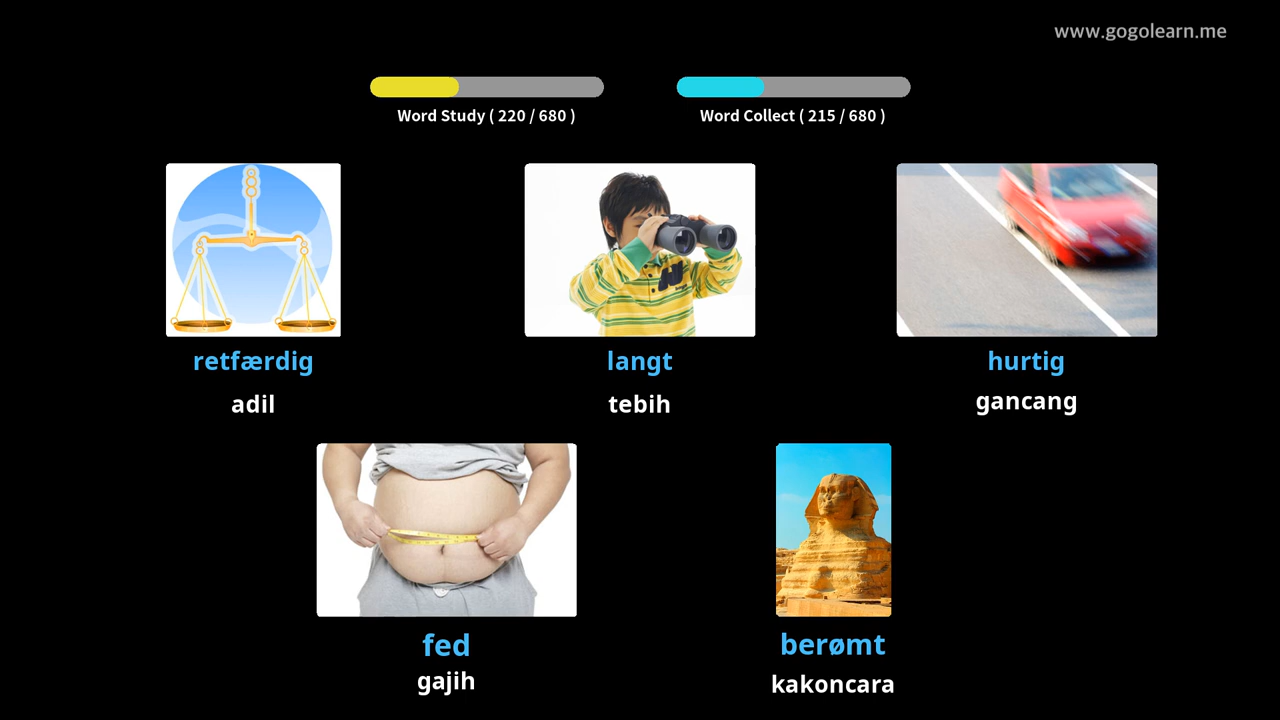 www.gogolearn.me
Word Study ( 220 / 680 )
Word Collect ( 215 / 680 )
retfærdig
langt
hurtig
adil
tebih
gancang
fed
berømt
gajih
kakoncara